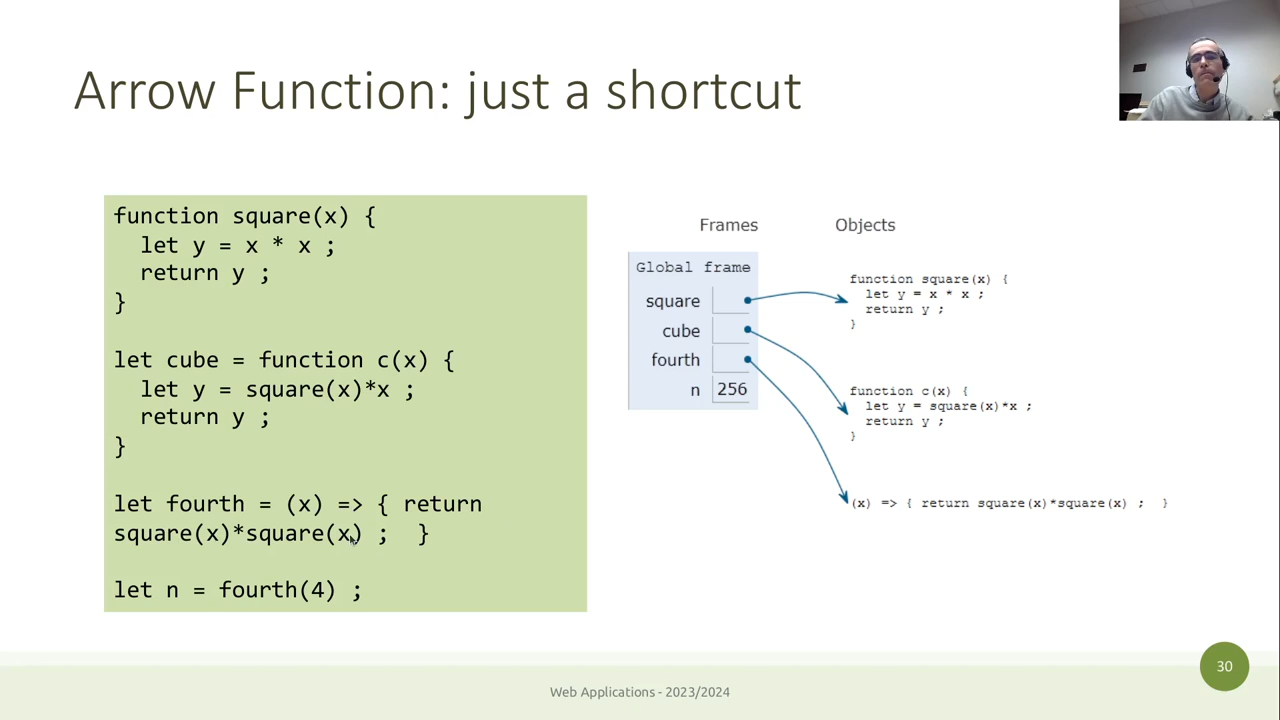 Arrow Function: just a shortcut
function square(x) {
  let y = x * x ;
  return y ;
}
let cube = function c(x) {
  let y = square(x)*x ;
  return y ;
}
let fourth = (x) => { return
square(x)*square(x) ;  }
let n = fourth(4) ;
Frames
Objects
Global frame
square
cube
fourth
n 256
function square(x) {
  let y = x * x ;
  return y ;
}
function c(x) {
  let y = square(x)*x ;
  return y ;
}
(x) => { return square(x)*square(x) ;  }
Web Applications - 2023/2024
30